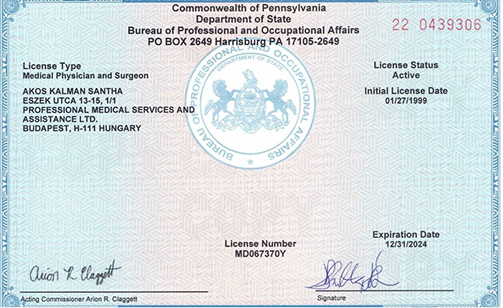 Commonwealth of Pennsylvania
Department of State
Bureau of Professional and Occupational Affairs
PO BOX 2649 Harrisburg PA 17105-2649
22 0439306
License Type
Medical Physician and Surgeon
License Status
Active
AKOS KALMAN SANTHA
ESZEK UTCA 13-15, 1/1
PROFESSIONAL MEDICAL SERVICES AND
ASSISTANCE LTD.
BUDAPEST, H-111 HUNGARY
Initial License Date
01/27/1999
BUREAU OF PROFESSIONAL AND OCCUPATIONAL AFFAIRS
DEPARTMENT OF STATE
License Number
MD067370Y
Expiration Date
12/31/2024
Arion R. Claggett
Acting Commissioner Arion R. Claggett
Signature